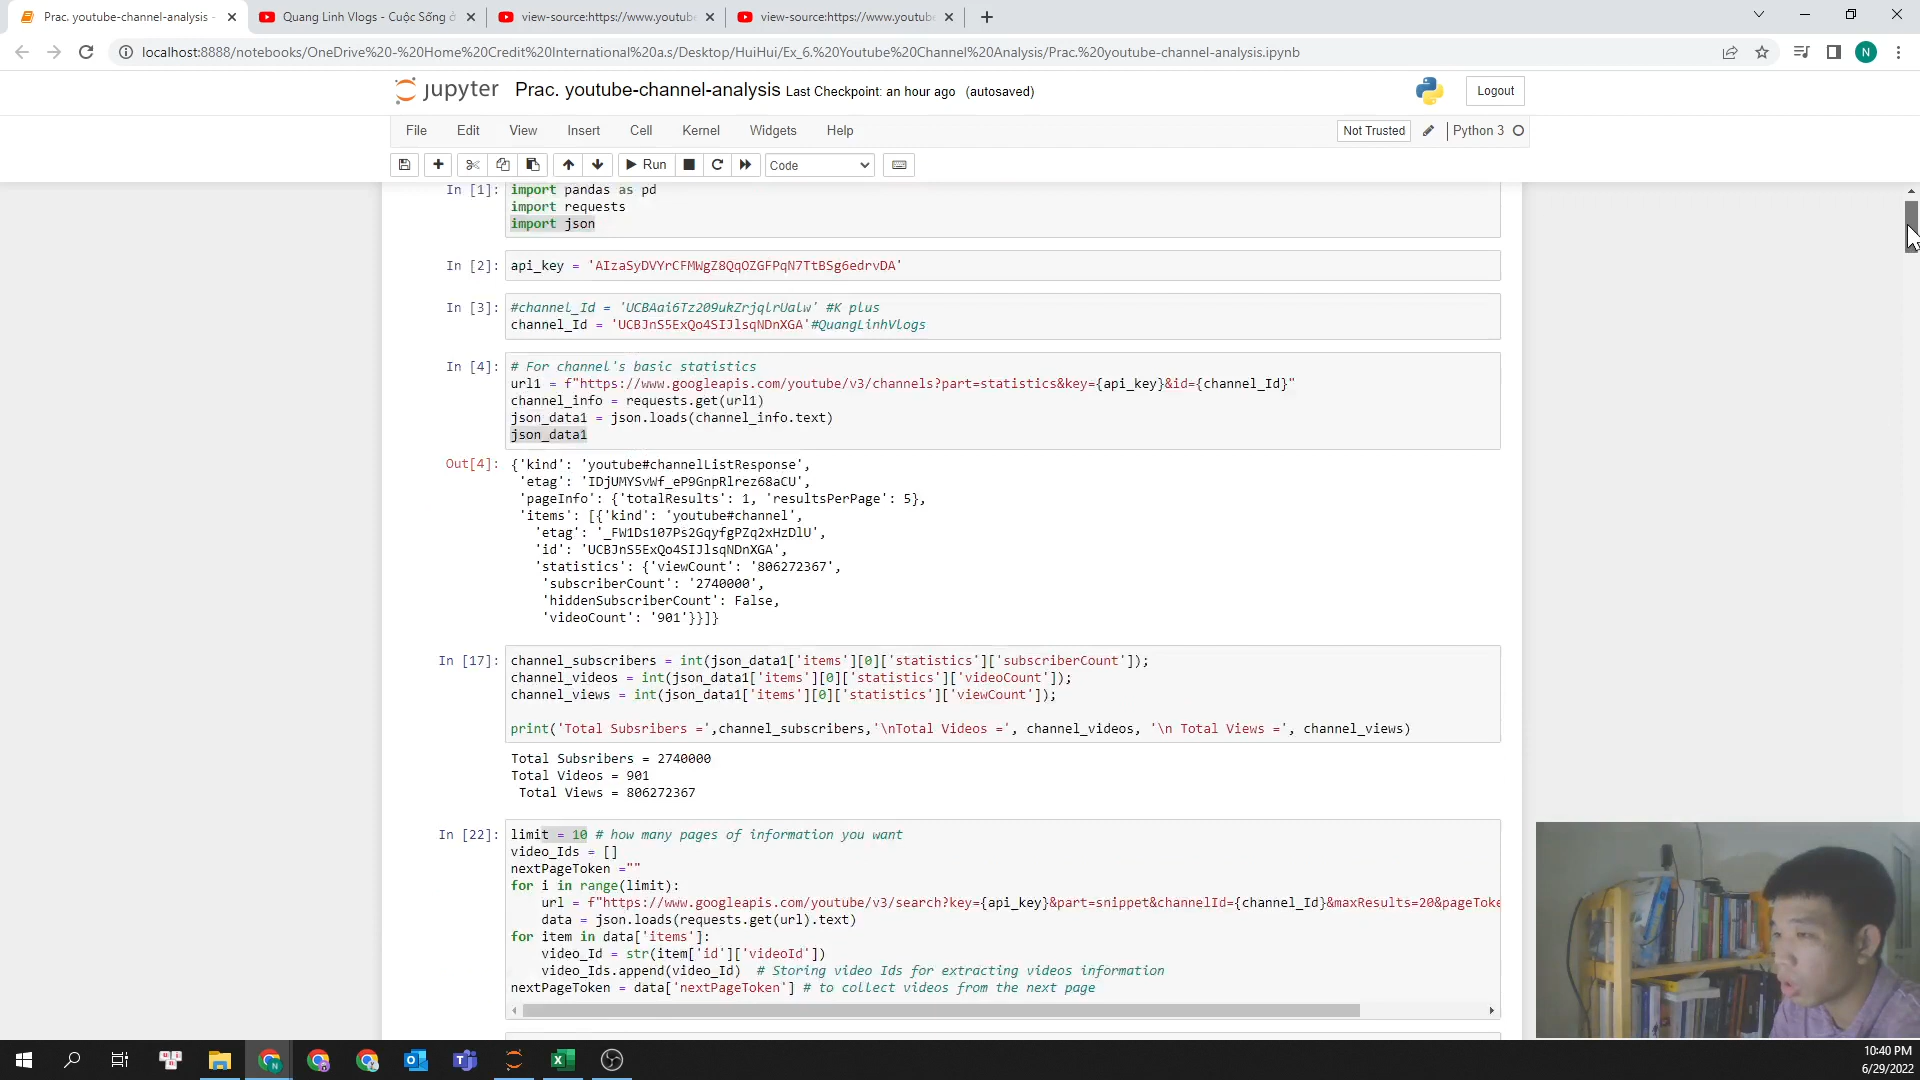 Prac. youtube-channel-analysis -
Quang Linh Vlogs - Cuộc Sống ở
view-source:https://www.youtub
view-source:https://www.youtube
localhost:8888/notebooks/OneDrive%20-%20Home%20Credit%20International%20a.s/Desktop/HuiHui/Ex_6.%20Youtube%20Channel%20Analysis/Prac.%20youtube-channel-analysis.ipynb
N
jupyter Prac. youtube-channel-analysis Last Checkpoint: an hour ago (autosaved)
Logout
File Edit View Insert Cell Kernel Widgets Help
Not Trusted Python 3
Run Code
In [1]: import pandas as pd
import requests
import json
In [2]: api_key = 'AIzaSyDVYrCFMWgZ8QqOZGFPqN7TtBSg6edrvDA'
In [3]: #channel_Id = 'UCBAai6Tz209ukZrjqlrUalw' #K plus
channel_Id = 'UCBJnS5ExQo4SIJlsqNDnXGA'#QuangLinhVlogs
In [4]: # For channel's basic statistics
url1 = f"https://www.googleapis.com/youtube/v3/channels?part=statistics&key={api_key}&id={channel_Id}"
channel_info = requests.get(url1)
json_data1 = json.loads(channel_info.text)
json_data1
Out[4]: {'kind': 'youtube#channelListResponse',
'etag': 'IDjUMYSvWf_eP9GnpRlrez68aCU',
'pageInfo': {'totalResults': 1, 'resultsPerPage': 5},
'items': [{'kind': 'youtube#channel',
'etag': '_FW1Ds107Ps2GqyfgPZq2xHzDlU',
'id': 'UCBJnS5ExQo4SIJlsqNDnXGA',
'statistics': {'viewCount': '806272367',
'subscriberCount': '2740000',
'hiddenSubscriberCount': False,
'videoCount': '901'}}]}
In [17]: channel_subscribers = int(json_data1['items'][0]['statistics']['subscriberCount']);
channel_videos = int(json_data1['items'][0]['statistics']['videoCount']);
channel_views = int(json_data1['items'][0]['statistics']['viewCount']);
print('Total Subsribers =',channel_subscribers,'\nTotal Videos =', channel_videos, '\n Total Views =', channel_views)
Total Subsribers = 2740000
Total Videos = 901
Total Views = 806272367
In [22]: limit = 10 # how many pages of information you want
video_Ids = []
nextPageToken =""
for i in range(limit):
url = f"https://www.googleapis.com/youtube/v3/search?key={api_key}&part=snippet&channelId={channel_Id}&maxResults=20&pageToke
data = json.loads(requests.get(url).text)
for item in data['items']:
video_Id = str(item['id']['videoId'])
video_Ids.append(video_Id) # Storing video Ids for extracting videos information
nextPageToken = data['nextPageToken'] # to collect videos from the next page
10:40 PM
6/29/2022